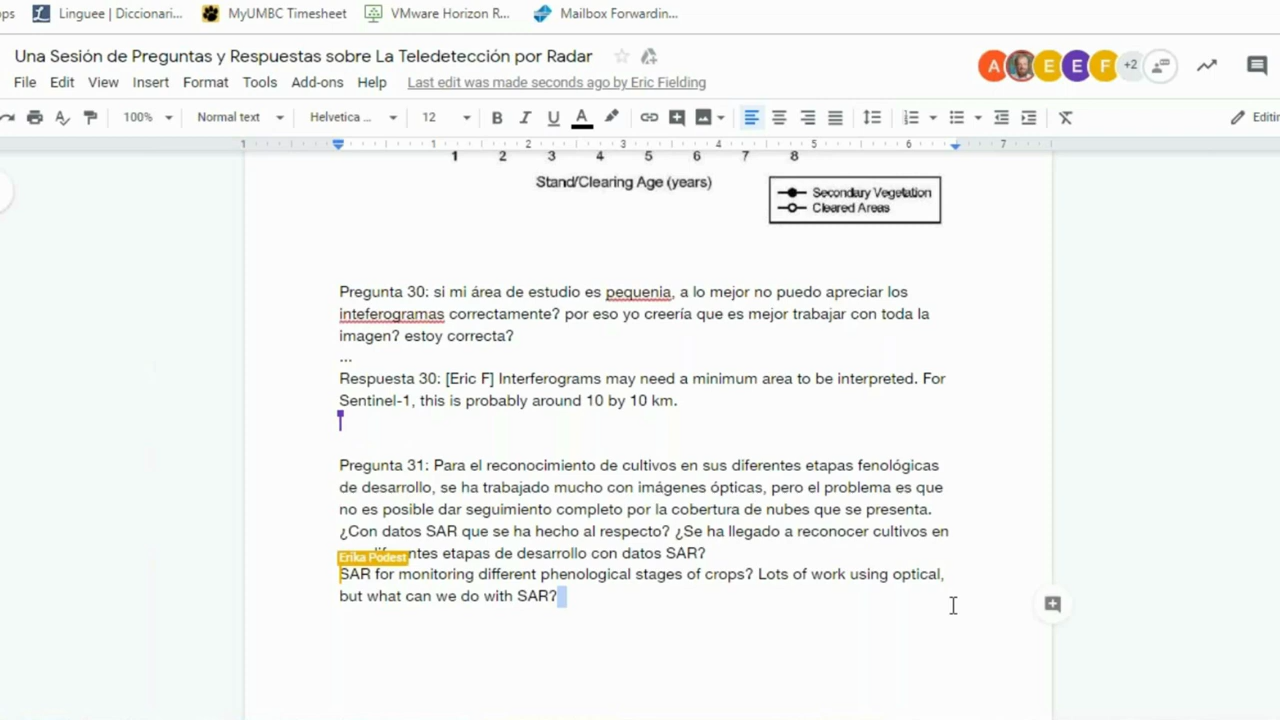 ps Linguee | Diccionari... MyUMBC Timesheet VMware Horizon R... Mailbox Forwardin...
Una Sesión de Preguntas y Respuestas sobre La Teledetección por Radar
A E E F +2
File Edit View Insert Format Tools Add-ons Help Last edit was made seconds ago by Eric Fielding
100% Normal text Helvetica ... 12 B I U A Editin
1 1 2 3 4 5 6 7
1 2 3 4 5 6 7 8
Stand/Clearing Age (years)
Secondary Vegetation
Cleared Areas
Pregunta 30: si mi área de estudio es pequenia, a lo mejor no puedo apreciar los
inteferogramas correctamente? por eso yo creería que es mejor trabajar con toda la
imagen? estoy correcta?
...
Respuesta 30: [Eric F] Interferograms may need a minimum area to be interpreted. For
Sentinel-1, this is probably around 10 by 10 km.
Pregunta 31: Para el reconocimiento de cultivos en sus diferentes etapas fenológicas
de desarrollo, se ha trabajado mucho con imágenes ópticas, pero el problema es que
no es posible dar seguimiento completo por la cobertura de nubes que se presenta.
¿Con datos SAR que se ha hecho al respecto? ¿Se ha llegado a reconocer cultivos en
ntes etapas de desarrollo con datos SAR?
Erika Podest
SAR for monitoring different phenological stages of crops? Lots of work using optical,
but what can we do with SAR?